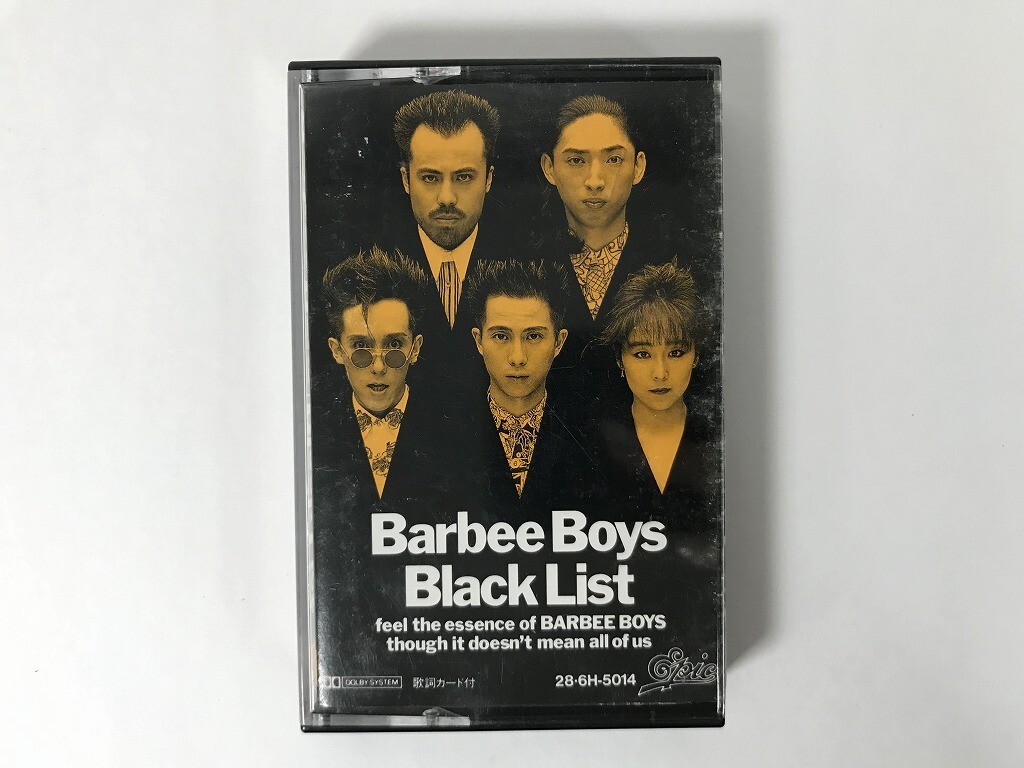 Barbee Boys
Black List
feel the essence of BARBEE BOYS
though it doesn't mean all of us
DOLBY SYSTEM 歌詞カード付 28・6H-5014 Epic